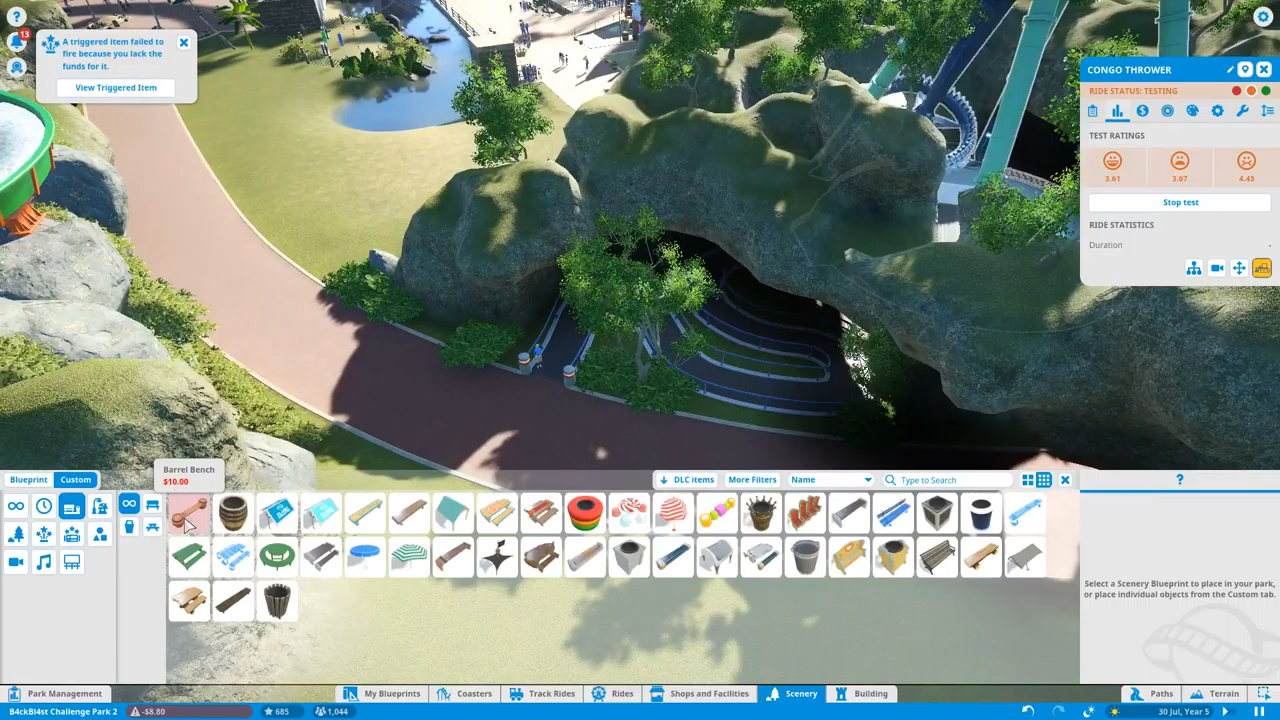 ?
13
A triggered item failed to
fire because you lack the
funds for it.
View Triggered Item
CONGO THROWER
RIDE STATUS: TESTING
TEST RATINGS
3.61 3.67 4.45
Stop test
RIDE STATISTICS
Duration -
Barrel Bench
$10.00
Blueprint Custom
DLC items More Filters Name Type to Search
?
Select a Scenery Blueprint to place in your park,
or place individual objects from the Custom tab.
Park Management My Blueprints Coasters Track Rides Rides Shops and Facilities Scenery Building Paths Terrain
B4ckBl4st Challenge Park 2 -$8.80 685 1,044 30 Jul, Year 5